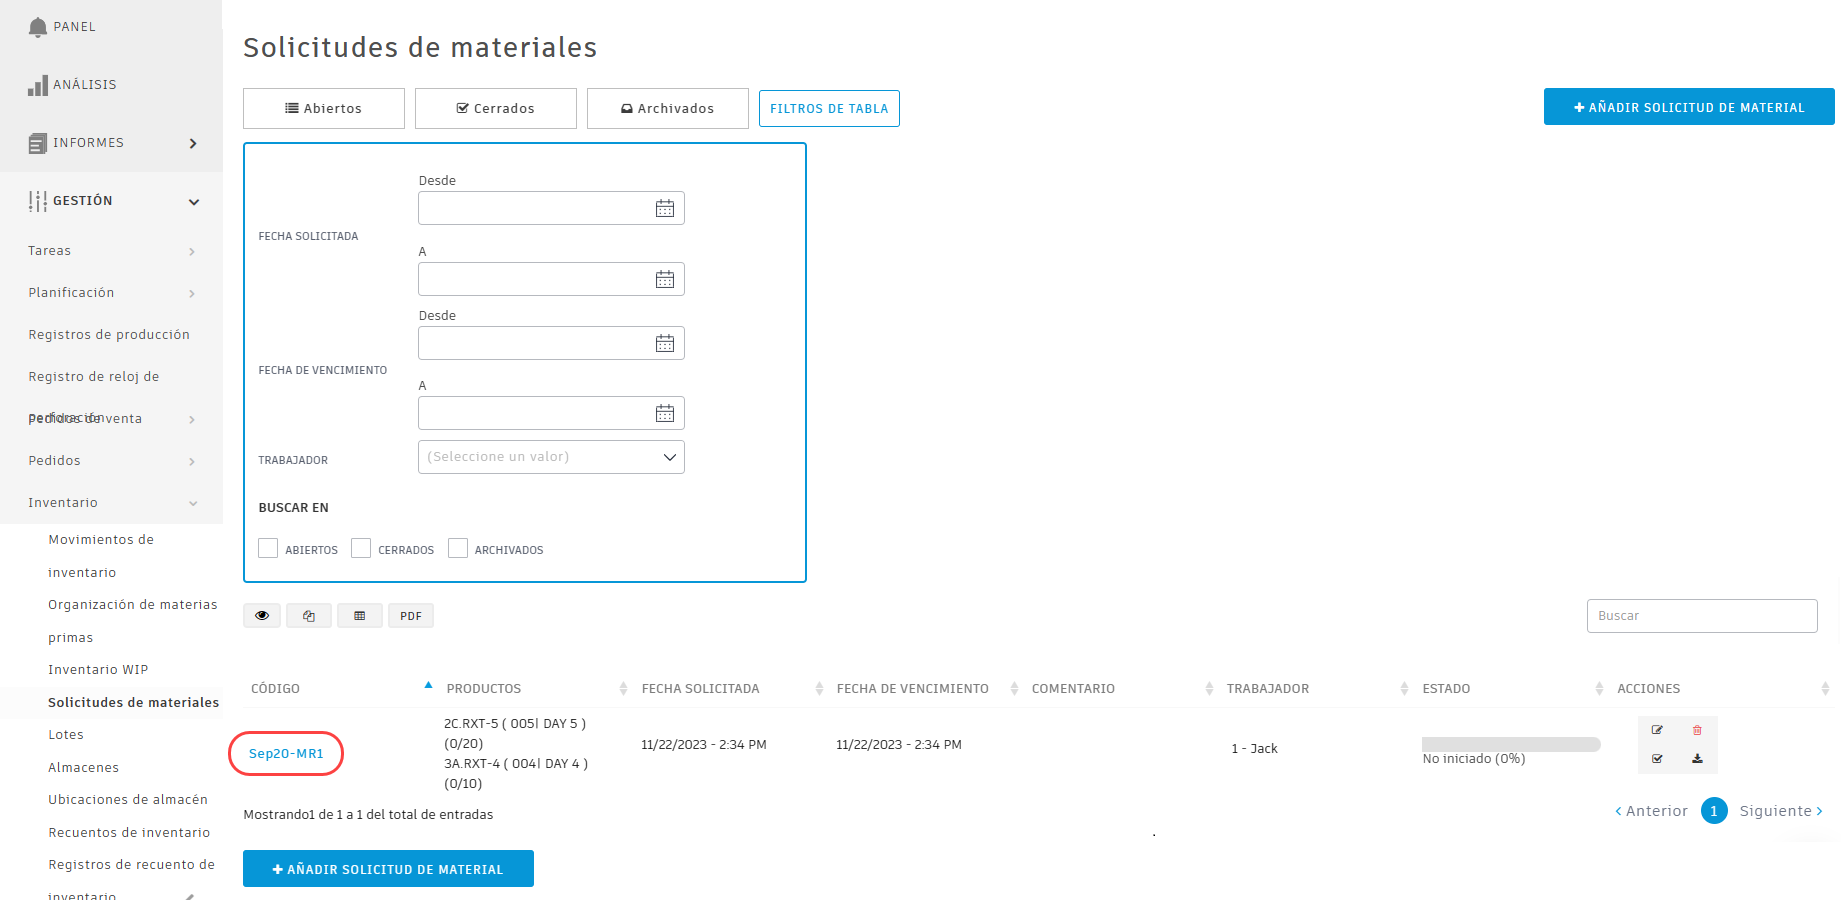 PANEL
ANÁLISIS
INFORMES
GESTIÓN
Tareas
Planificación
Registros de producción
Registro de reloj de
perforación
Pedidos de venta
Pedidos
Inventario
Movimientos de
inventario
Organización de materias
primas
Inventario WIP
Solicitudes de materiales
Lotes
Almacenes
Ubicaciones de almacén
Recuentos de inventario
Registros de recuento de
inventario
Solicitudes de materiales
Abiertos
Cerrados
Archivados
FILTROS DE TABLA
AÑADIR SOLICITUD DE MATERIAL
FECHA SOLICITADA
Desde
A
FECHA DE VENCIMIENTO
Desde
A
TRABAJADOR
(Seleccione un valor)
BUSCAR EN
ABIERTOS
CERRADOS
ARCHIVADOS
PDF
Buscar
CÓDIGO
PRODUCTOS
FECHA SOLICITADA
FECHA DE VENCIMIENTO
COMENTARIO
TRABAJADOR
ESTADO
ACCIONES
Sep20-MR1
2C.RXT-5 ( 005| DAY 5 )
(0/20)
3A.RXT-4 ( 004| DAY 4 )
(0/10)
11/22/2023 - 2:34 PM
11/22/2023 - 2:34 PM
1 - Jack
No iniciado (0%)
Mostrando1 de 1 a 1 del total de entradas
Anterior
1
Siguiente
.
AÑADIR SOLICITUD DE MATERIAL